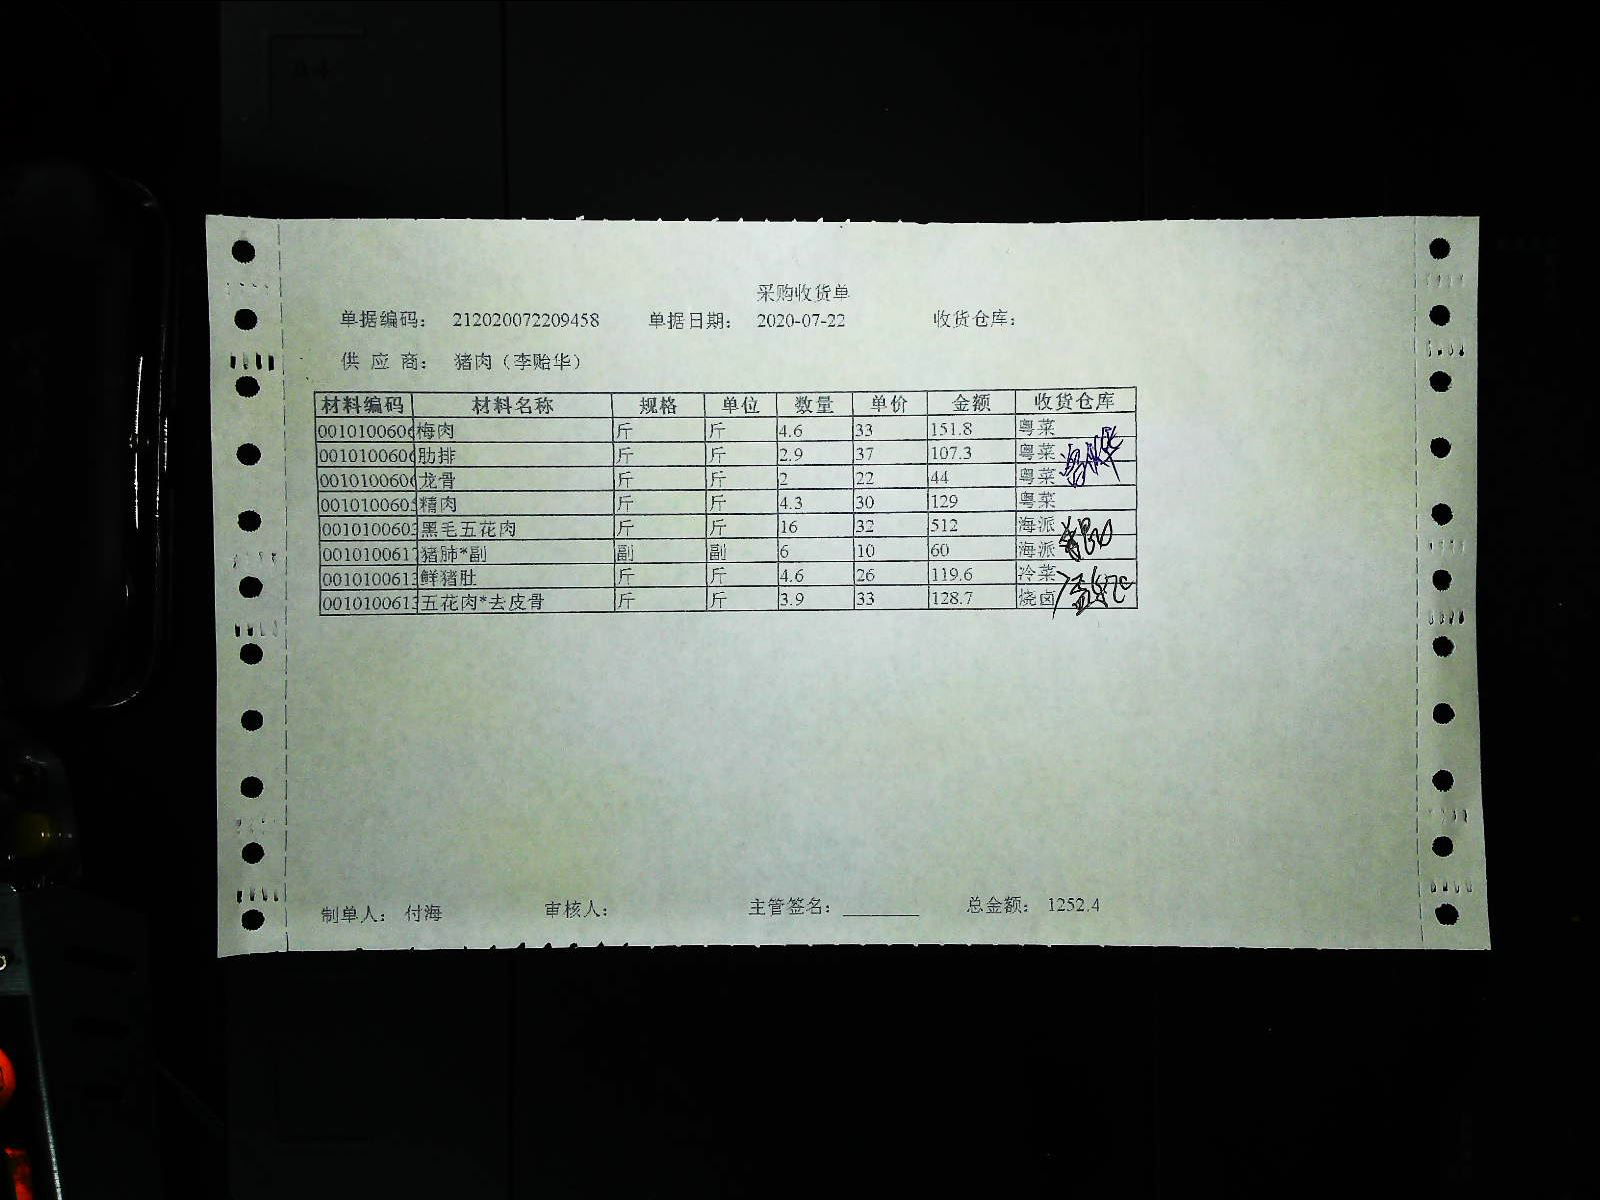 采购收货单
单据编码： 212020072209458 单据日期： 2020-07-22 收货仓库：
供 应 商： 猪肉（李贻华）
材料编码 材料名称 规格 单位 数量 单价 金额 收货仓库
0010100606 梅肉 斤 斤 4.6 33 151.8 粤菜
0010100606 肋排 斤 斤 2.9 37 107.3 粤菜
0010100606 龙骨 斤 斤 2 22 44 粤菜
001010060 精肉 斤 斤 4.3 30 129 粤菜
001010060 黑毛五花肉 斤 斤 16 32 512 海派
001010061 猪肺*副 副 副 6 10 60 海派
001010061 鲜猪肚 斤 斤 4.6 26 119.6 冷菜
001010061 五花肉*去皮骨 斤 斤 3.9 33 128.7 烧卤
制单人： 付海 审核人： 主管签名： 总金额： 1252.4